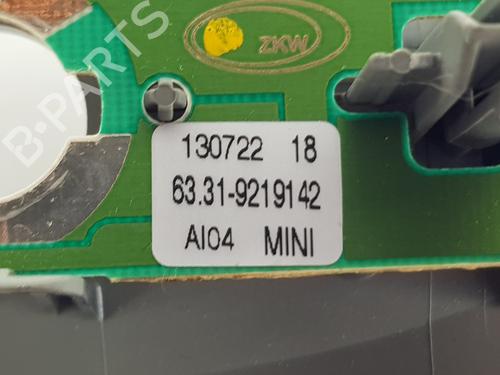 ZKW
130722 18
63.31-9219142
AI04 MINI
B-PARTS